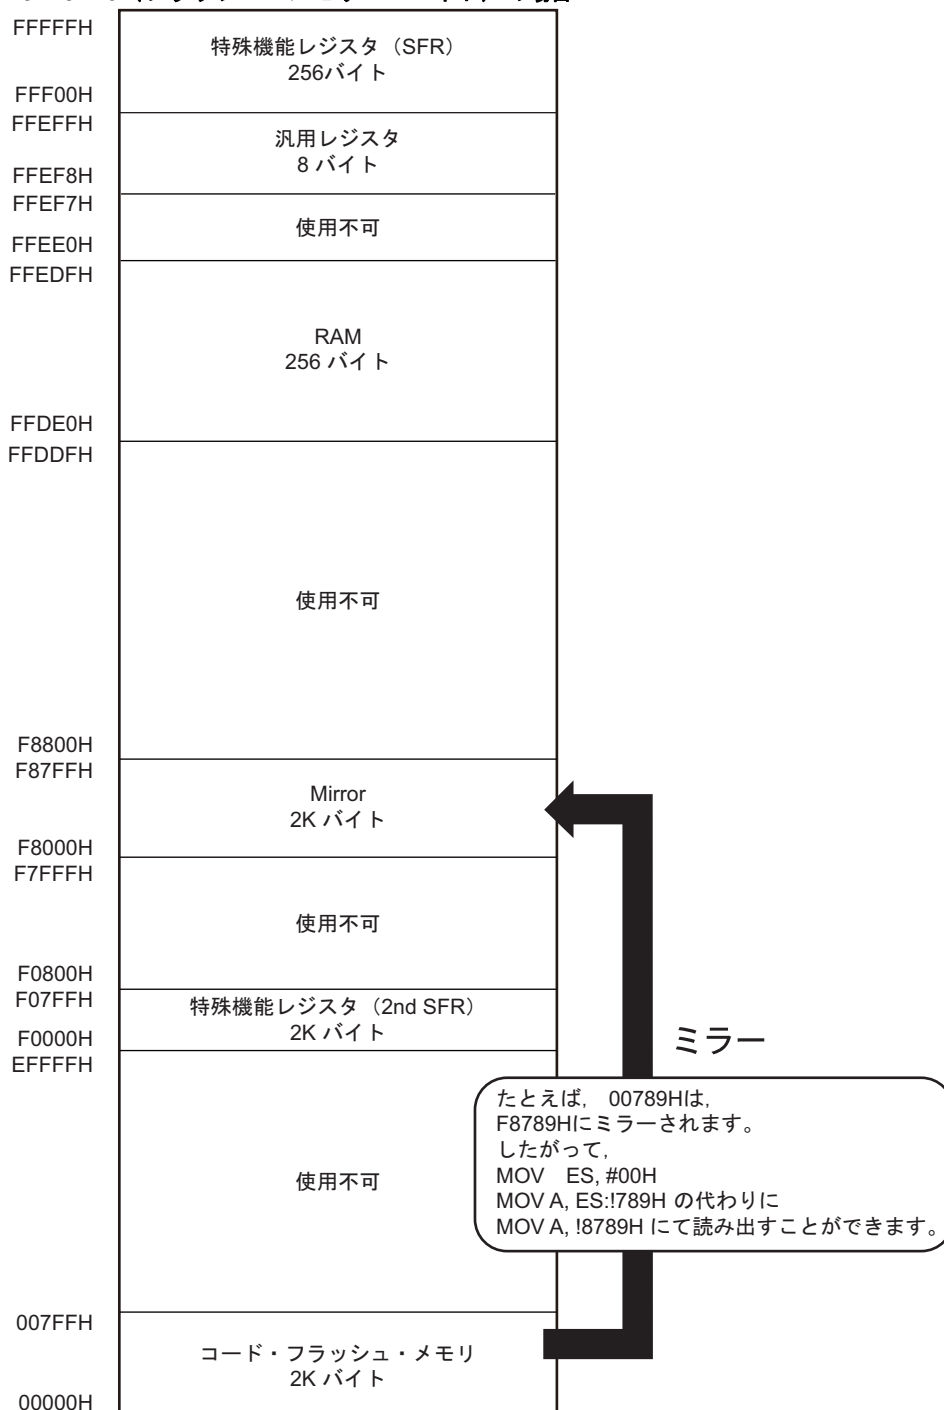 FFFFFH
特殊機能レジスタ（SFR）
256バイト
FFF00H
FFEFFH
汎用レジスタ
8 バイト
FFEF8H
FFEF7H
使用不可
FFEE0H
FFEDFH
RAM
256 バイト
FFDE0H
FFDDFH
使用不可
F8800H
F87FFH
Mirror
2K バイト
F8000H
F7FFFH
使用不可
F0800H
F07FFH
特殊機能レジスタ（2nd SFR）
2K バイト
F0000H
EFFFFH
ミラー
たとえば， 00789Hは，
F8789Hにミラーされます。
したがって，
MOV ES, #00H
MOV A, ES:!789H の代わりに
MOV A, !8789H にて読み出すことができます。
使用不可
007FFH
コード・フラッシュ・メモリ
2K バイト
00000H